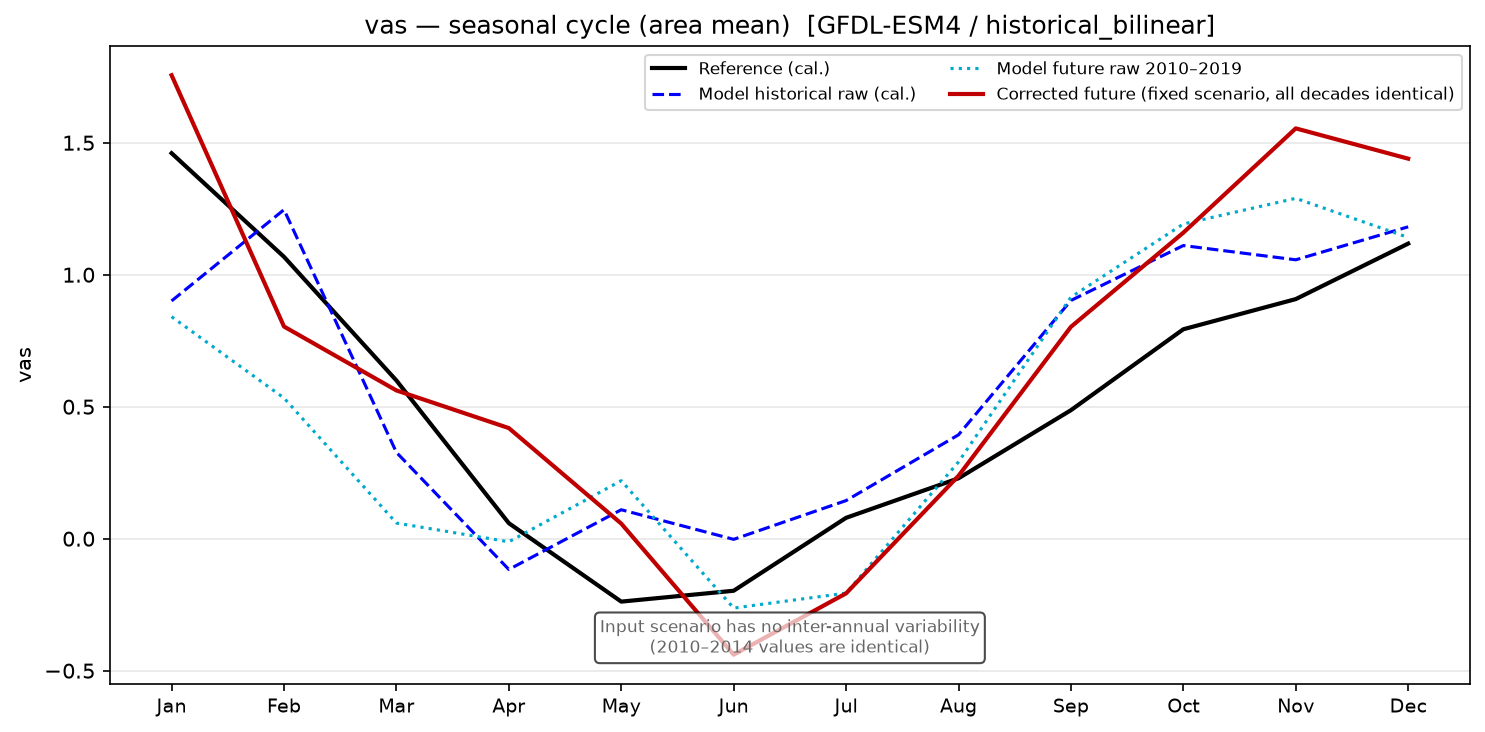 vas — seasonal cycle (area mean)  [GFDL-ESM4 / historical_bilinear]
Reference (cal.)
Model historical raw (cal.)
Model future raw 2010–2019
Corrected future (fixed scenario, all decades identical)
vas
1.5
1.0
0.5
0.0
−0.5
Input scenario has no inter-annual variability
(2010–2014 values are identical)
Jan Feb Mar Apr May Jun Jul Aug Sep Oct Nov Dec